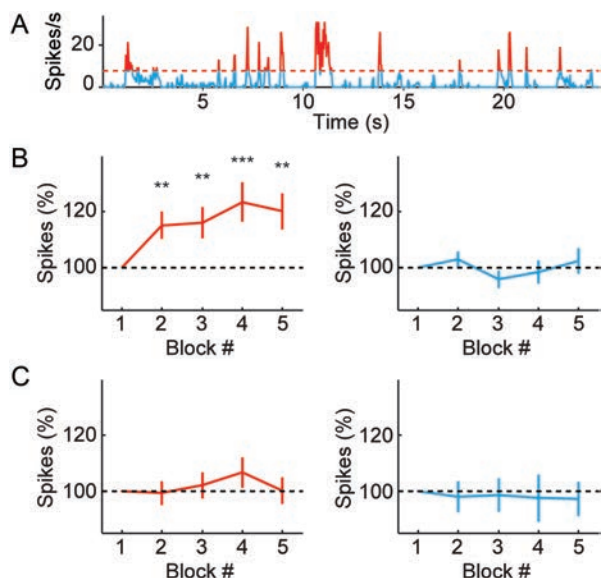 A
Spikes/s
20
0
5
10
15
20
Time (s)
B
** ** *** **
Spikes (%)
120
100
1 2 3 4 5
Block #
Spikes (%)
120
100
1 2 3 4 5
Block #
C
Spikes (%)
120
100
1 2 3 4 5
Block #
Spikes (%)
120
100
1 2 3 4 5
Block #